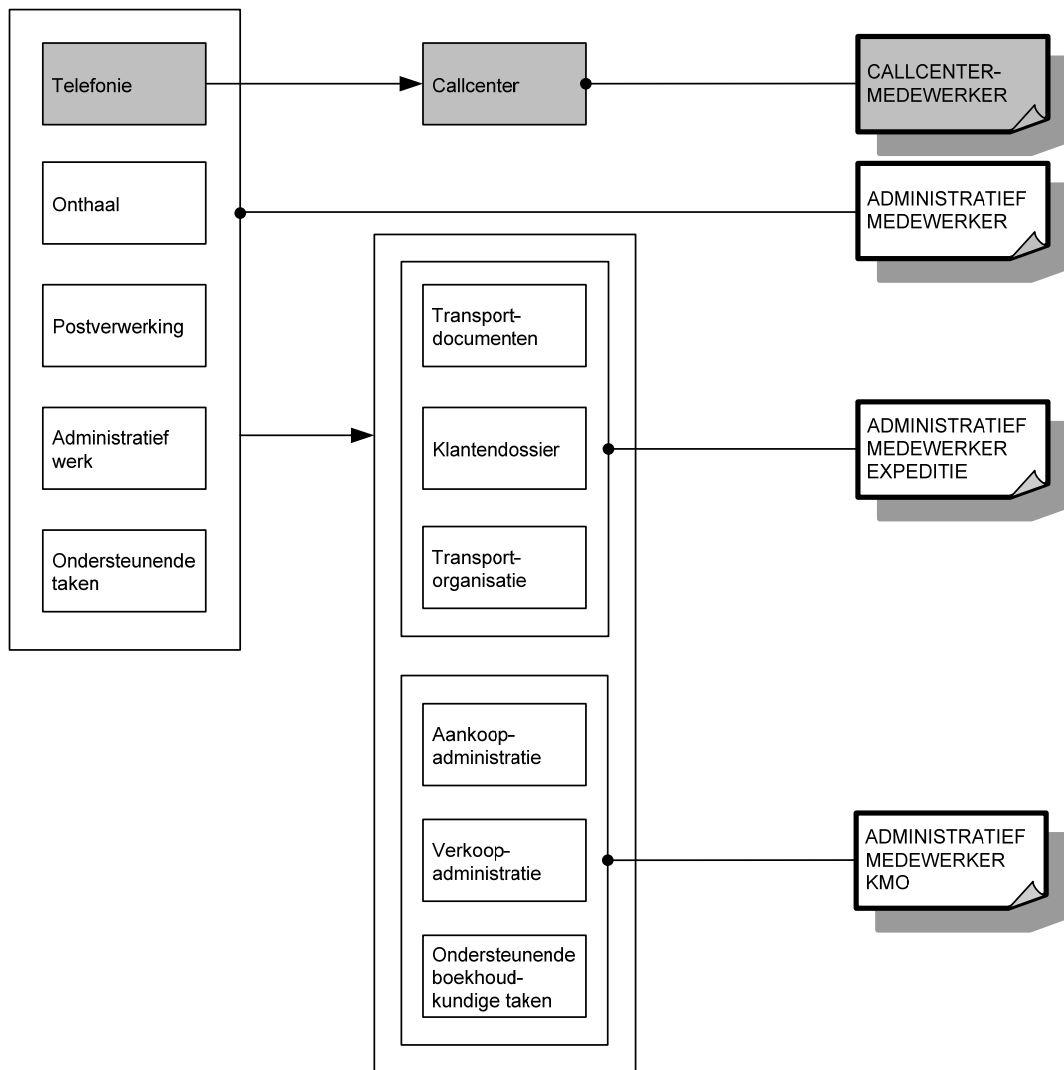 Telefonie
Callcenter
CALLCENTER-
MEDEWERKER
Onthaal
ADMINISTRATIEF
MEDEWERKER
Postverwerking
Transport-
documenten
Administratief
werk
Klantendossier
ADMINISTRATIEF
MEDEWERKER
EXPEDITIE
Ondersteunende
taken
Transport-
organisatie
Aankoop-
administratie
Verkoop-
administratie
ADMINISTRATIEF
MEDEWERKER
KMO
Ondersteunende
boekhoud-
kundige taken